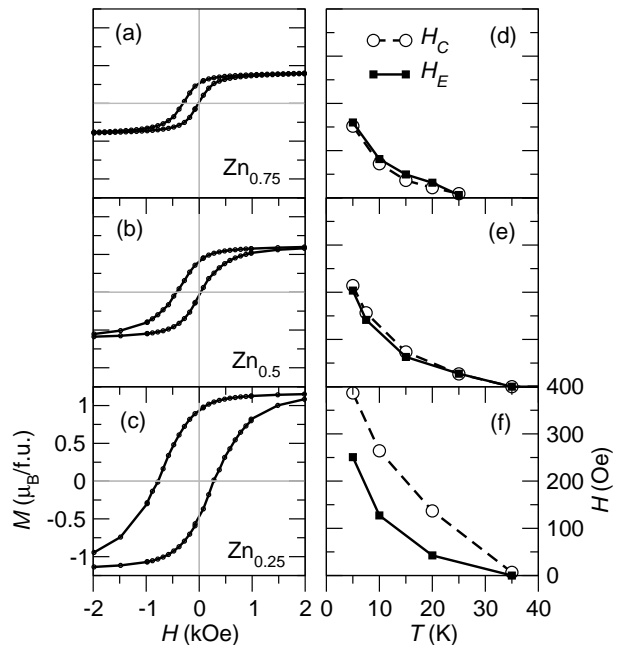 (a)
Zn0.75
(b)
Zn0.5
(c)
Zn0.25
1
0.5
0
-0.5
-1
M (μB/f.u.)
-2 -1 0 1 2
H (kOe)
(d)
HC
HE
(e)
(f)
400
300
200
100
0
H (Oe)
0 10 20 30 40
T (K)